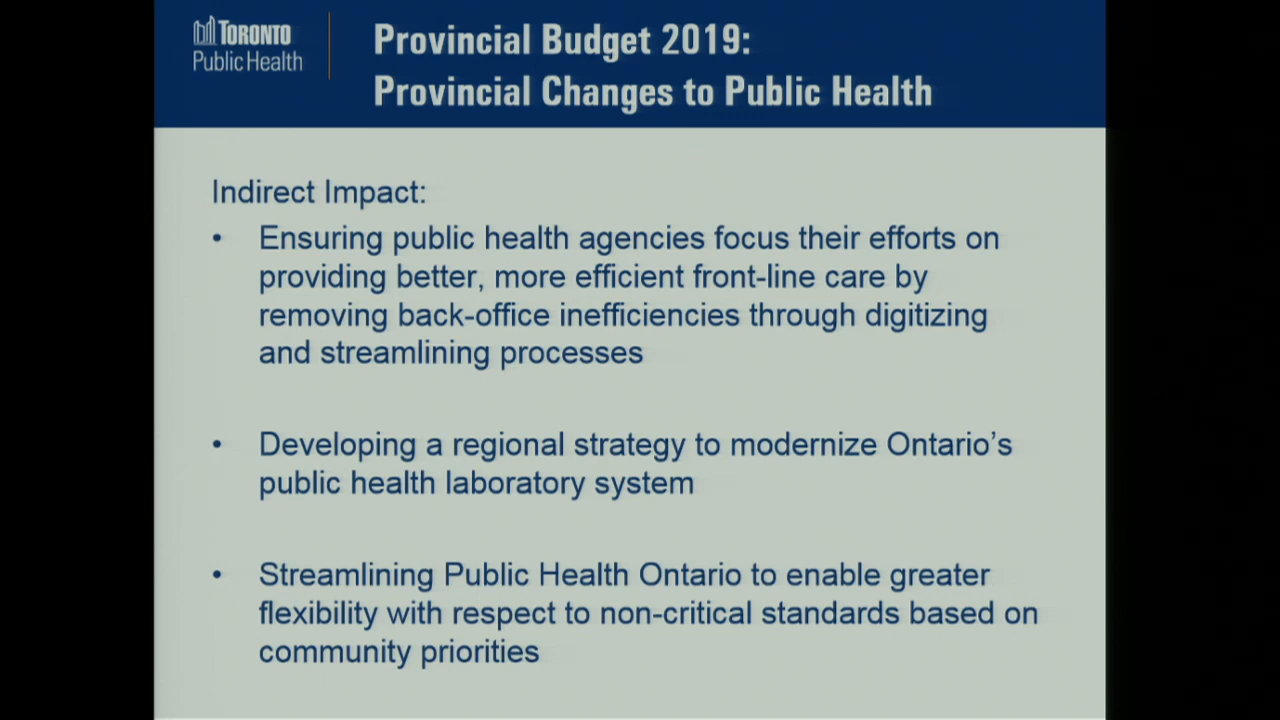 TORONTO
Public Health
Provincial Budget 2019:
Provincial Changes to Public Health
Indirect Impact:
• Ensuring public health agencies focus their efforts on
providing better, more efficient front-line care by
removing back-office inefficiencies through digitizing
and streamlining processes
• Developing a regional strategy to modernize Ontario’s
public health laboratory system
• Streamlining Public Health Ontario to enable greater
flexibility with respect to non-critical standards based on
community priorities